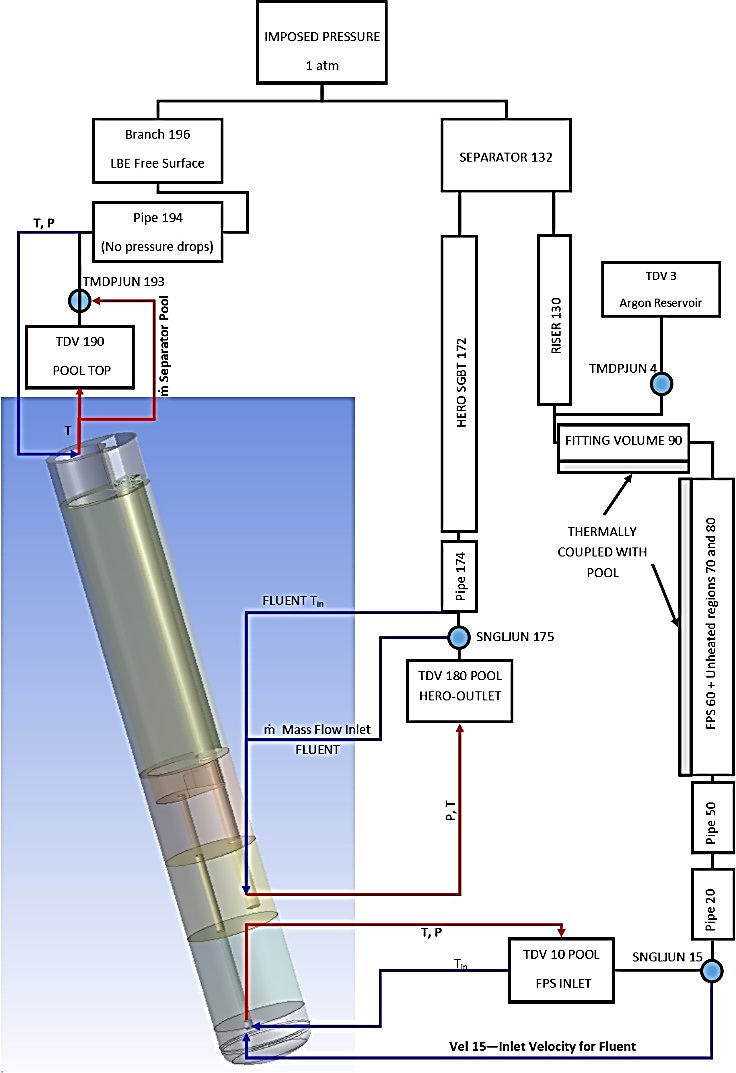 IMPOSED PRESSURE
1 atm
Branch 196
LBE Free Surface
SEPARATOR 132
Pipe 194
(No pressure drops)
T, P
TMDPJUN 193
TDV 190
POOL TOP
ṁ Separator Pool
T
HERO SGBT 172
RISER 130
TDV 3
Argon Reservoir
TMDPJUN 4
FITTING VOLUME 90
THERMALLY
COUPLED WITH
POOL
FPS 60 + Unheated regions 70 and 80
Pipe 174
FLUENT Tin
SNGLJUN 175
TDV 180 POOL
HERO-OUTLET
ṁ Mass Flow Inlet
FLUENT
P, T
Pipe 50
Pipe 20
T, P
TDV 10 POOL
FPS INLET
SNGLJUN 15
Tin
Vel 15—Inlet Velocity for Fluent